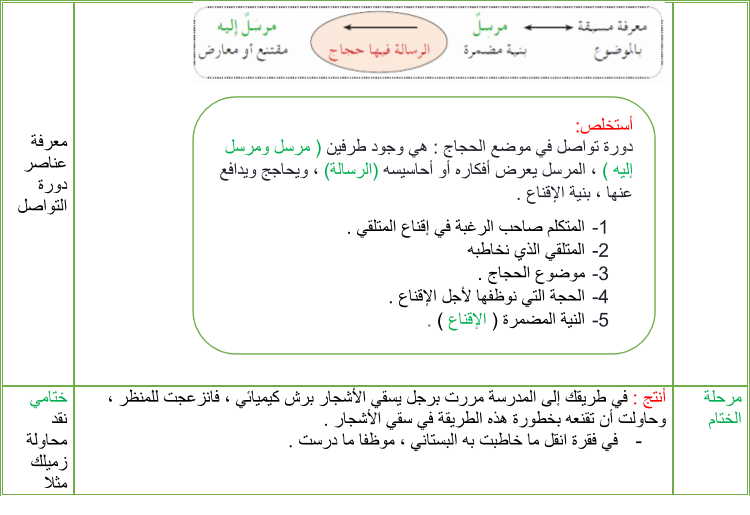 معرفة مسبقة
بالموضوع
مرسلٌ
بنية مضمرة
الرسالة فيها حجاج
مرسَلٌ إليه
مقتنع أو معارض
أستخلص:
دورة تواصل في موضع الحجاج : هي وجود طرفين ( مرسل ومرسل
إليه ) ، المرسل يعرض أفكاره أو أحاسيسه (الرسالة) ، ويحاجج ويدافع
عنها ، بنية الإقناع .
1- المتكلم صاحب الرغبة في إقناع المتلقي .
2- المتلقي الذي نخاطبه
3- موضوع الحجاج .
4- الحجة التي نوظفها لأجل الإقناع .
5- النية المضمرة ( الإقناع ) .
معرفة
عناصر
دورة
التواصل
مرحلة
الختام
أنتج : في طريقك إلى المدرسة مررت برجل يسقي الأشجار برش كيميائي ، فانزعجت للمنظر ،
وحاولت أن تقنعه بخطورة هذه الطريقة في سقي الأشجار .
- في فقرة انقل ما خاطبت به البستاني ، موظفا ما درست .
ختامي
نقد
محاولة
زميلك
مثلا